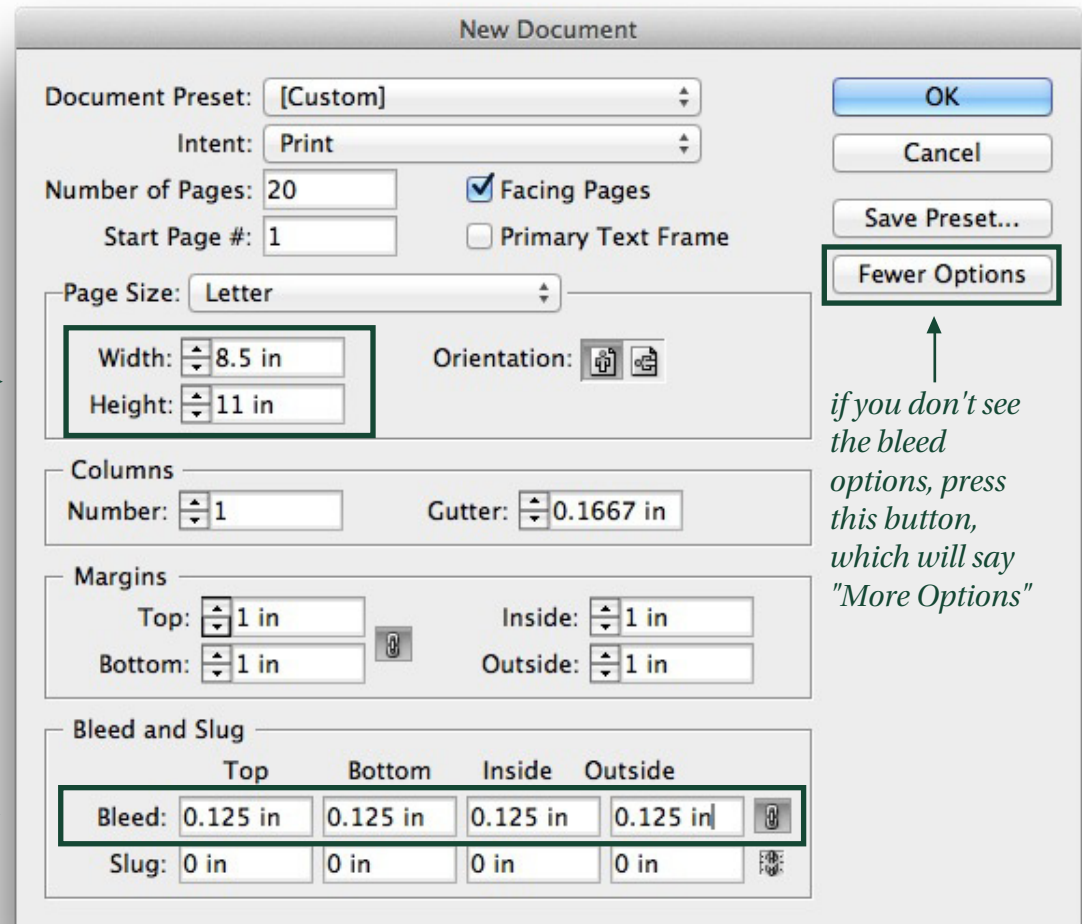 New Document
Document Preset: [Custom]
OK
Intent: Print
Cancel
Number of Pages: 20 Facing Pages
Save Preset...
Start Page #: 1 Primary Text Frame
Fewer Options
Page Size: Letter
Width: 8.5 in Orientation:
Height: 11 in
if you don't see
the bleed
options, press
this button,
which will say
"More Options"
Columns
Number: 1 Gutter: 0.1667 in
Margins
Top: 1 in Inside: 1 in
Bottom: 1 in Outside: 1 in
Bleed and Slug
Top Bottom Inside Outside
Bleed: 0.125 in 0.125 in 0.125 in 0.125 in
Slug: 0 in 0 in 0 in 0 in